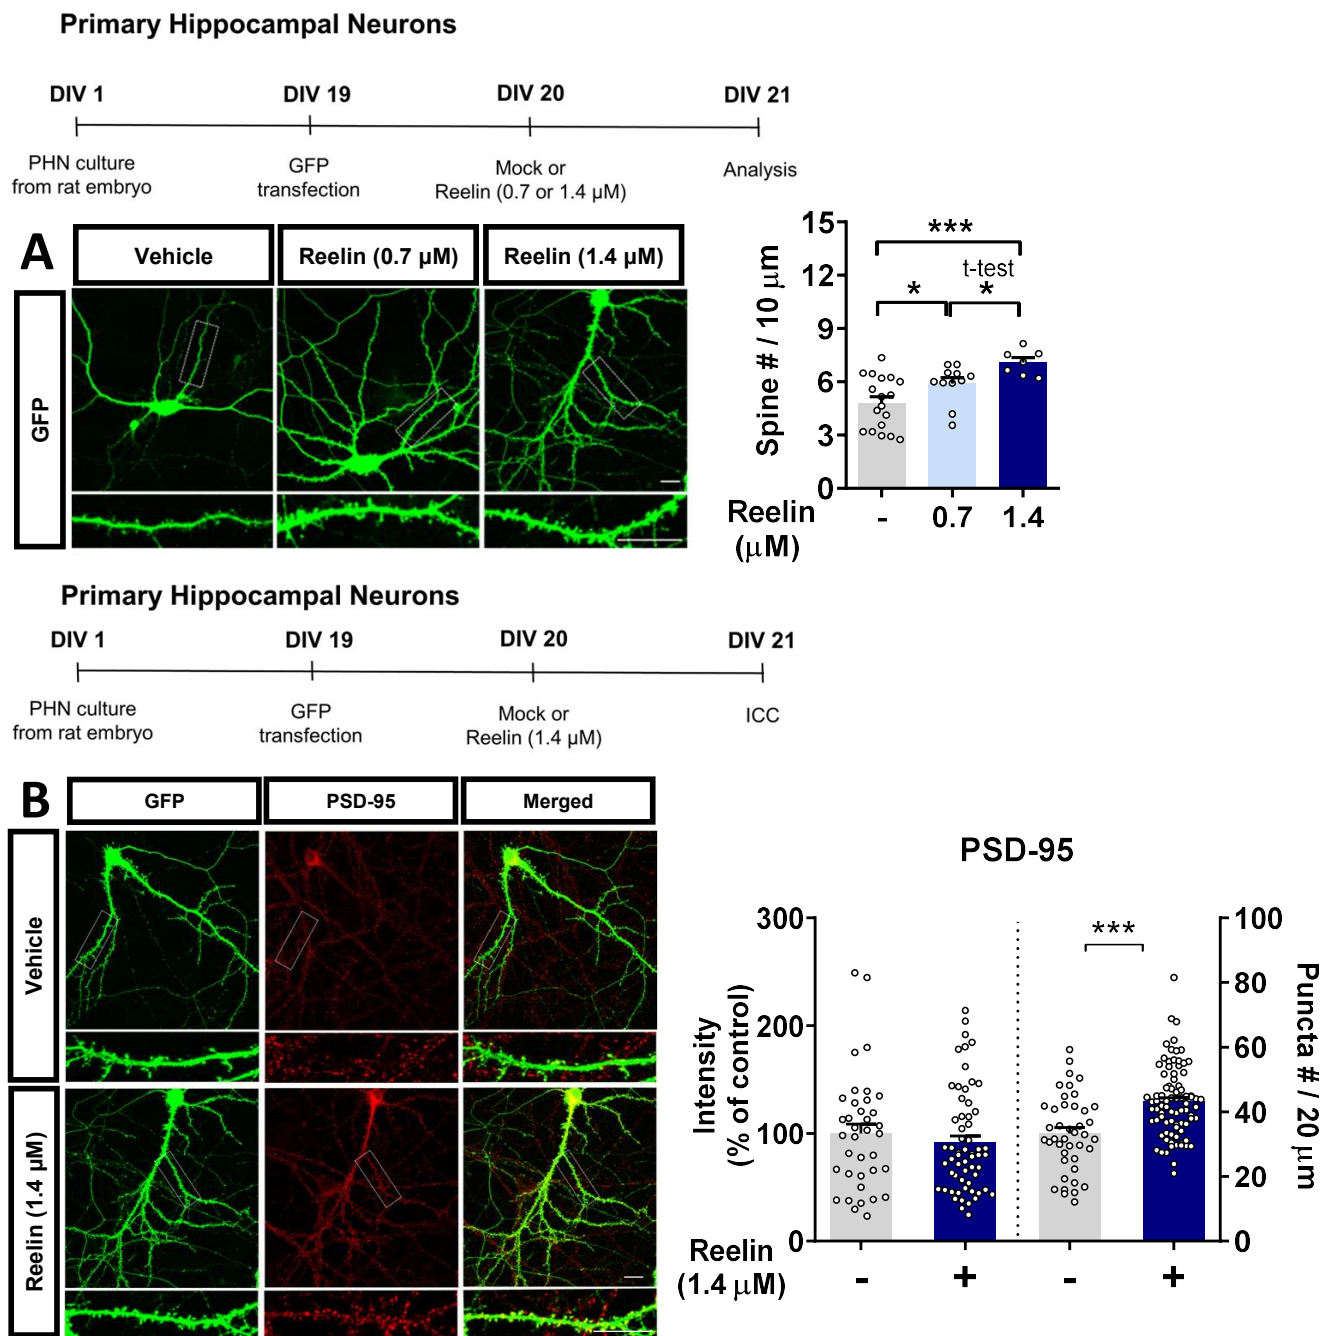 Primary Hippocampal Neurons
DIV 1
DIV 19
DIV 20
DIV 21
PHN culture
from rat embryo
GFP
transfection
Mock or
Reelin (0.7 or 1.4 µM)
Analysis
A
Vehicle
Reelin (0.7 µM)
Reelin (1.4 µM)
GFP
Spine # / 10 µm
15
12
9
6
3
0
***
t-test
*
*
Reelin
(µM)
-
0.7
1.4
Primary Hippocampal Neurons
DIV 1
DIV 19
DIV 20
DIV 21
PHN culture
from rat embryo
GFP
transfection
Mock or
Reelin (1.4 µM)
ICC
B
GFP
PSD-95
Merged
Vehicle
Reelin (1.4 µM)
PSD-95
Intensity
(% of control)
300
200
100
0
***
100
80
60
40
20
0
Puncta # / 20 µm
Reelin
(1.4 µM)
-
+
-
+